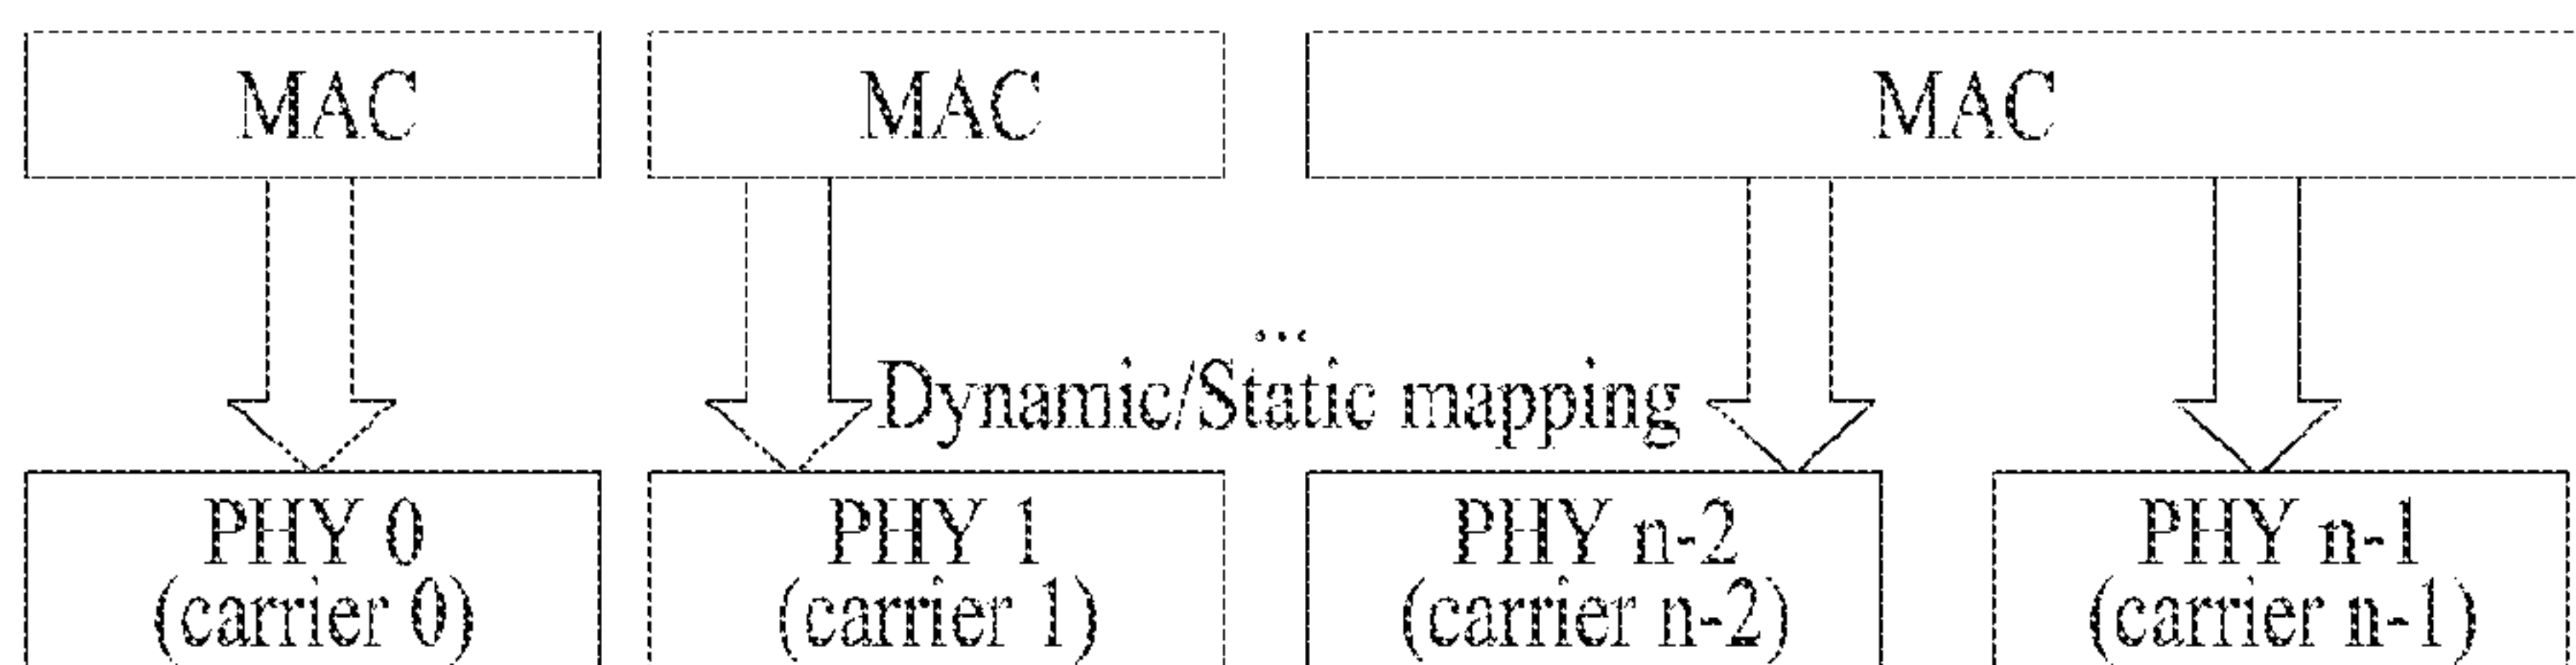 MAC
MAC
MAC
...
Dynamic/Static mapping
PHY 0
(carrier 0)
PHY 1
(carrier 1)
PHY n-2
(carrier n-2)
PHY n-1
(carrier n-1)